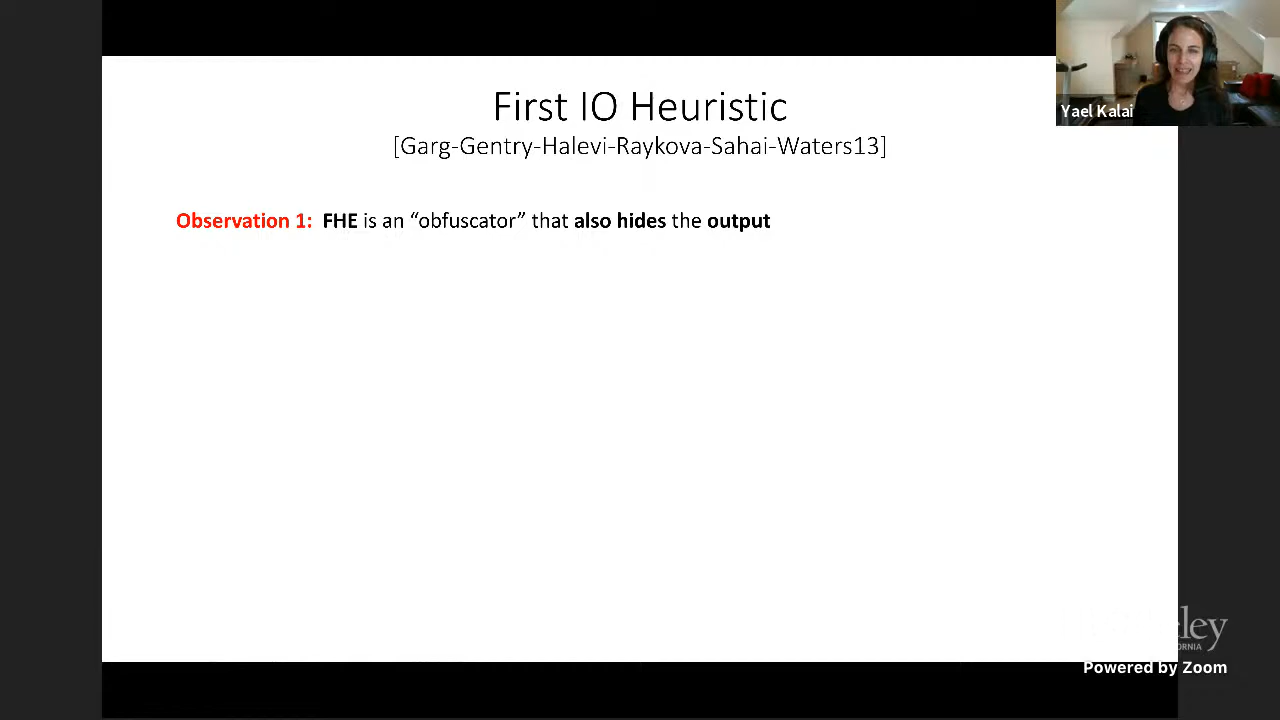 First IO Heuristic
[Garg-Gentry-Halevi-Raykova-Sahai-Waters13]
Yael Kalai
Observation 1: FHE is an “obfuscator” that also hides the output
Powered by Zoom